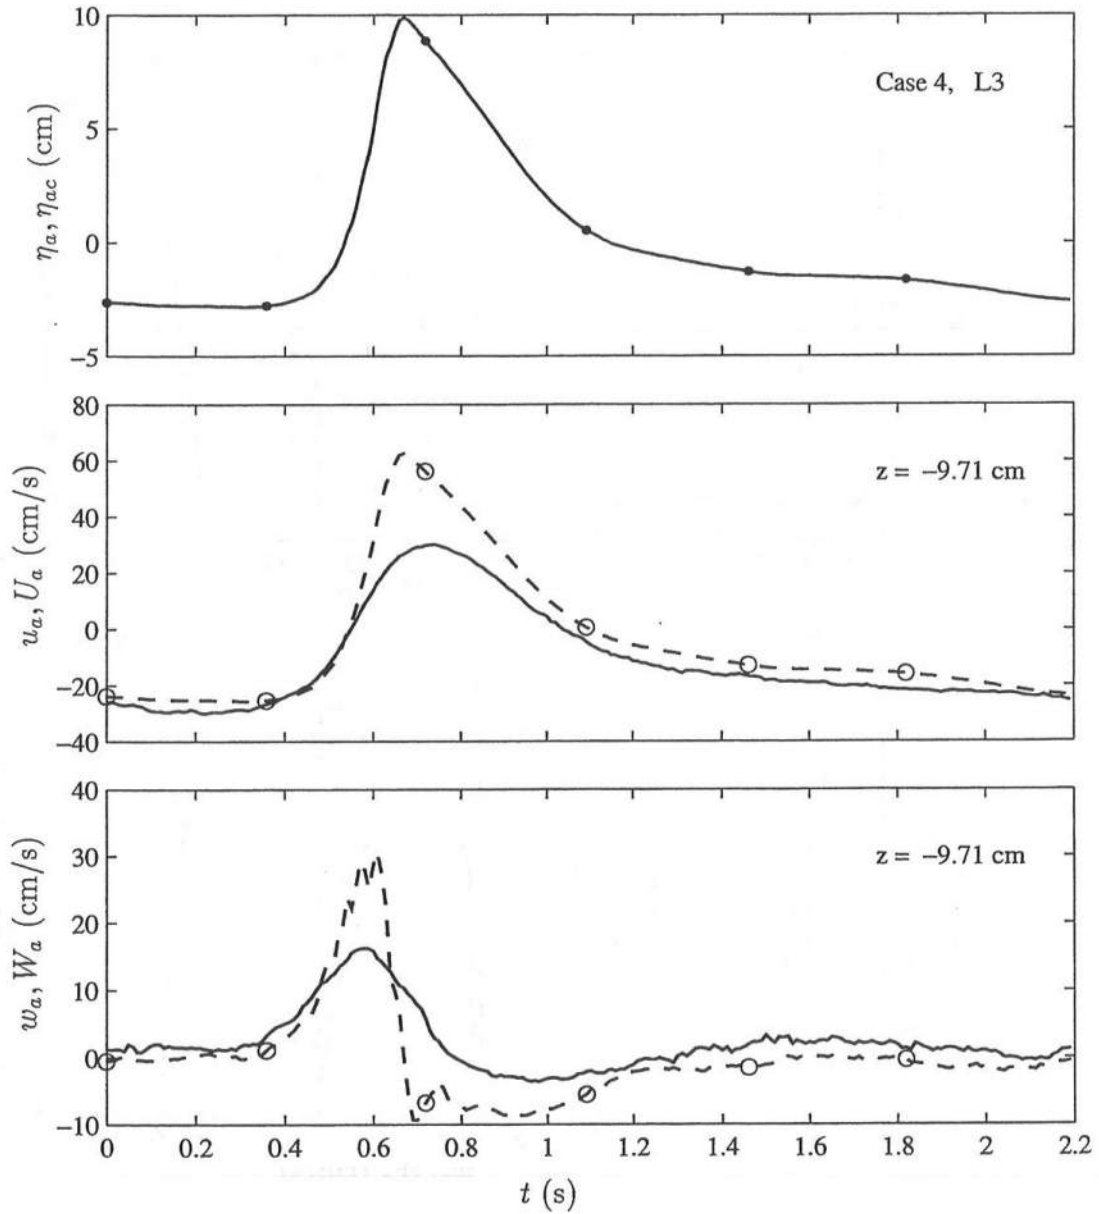 10
5
0
−5
η_a, η_ac (cm)
Case 4, L3
80
60
40
20
0
−20
−40
u_a, U_a (cm/s)
z = −9.71 cm
40
30
20
10
0
−10
w_a, W_a (cm/s)
z = −9.71 cm
0 0.2 0.4 0.6 0.8 1 1.2 1.4 1.6 1.8 2 2.2
t (s)